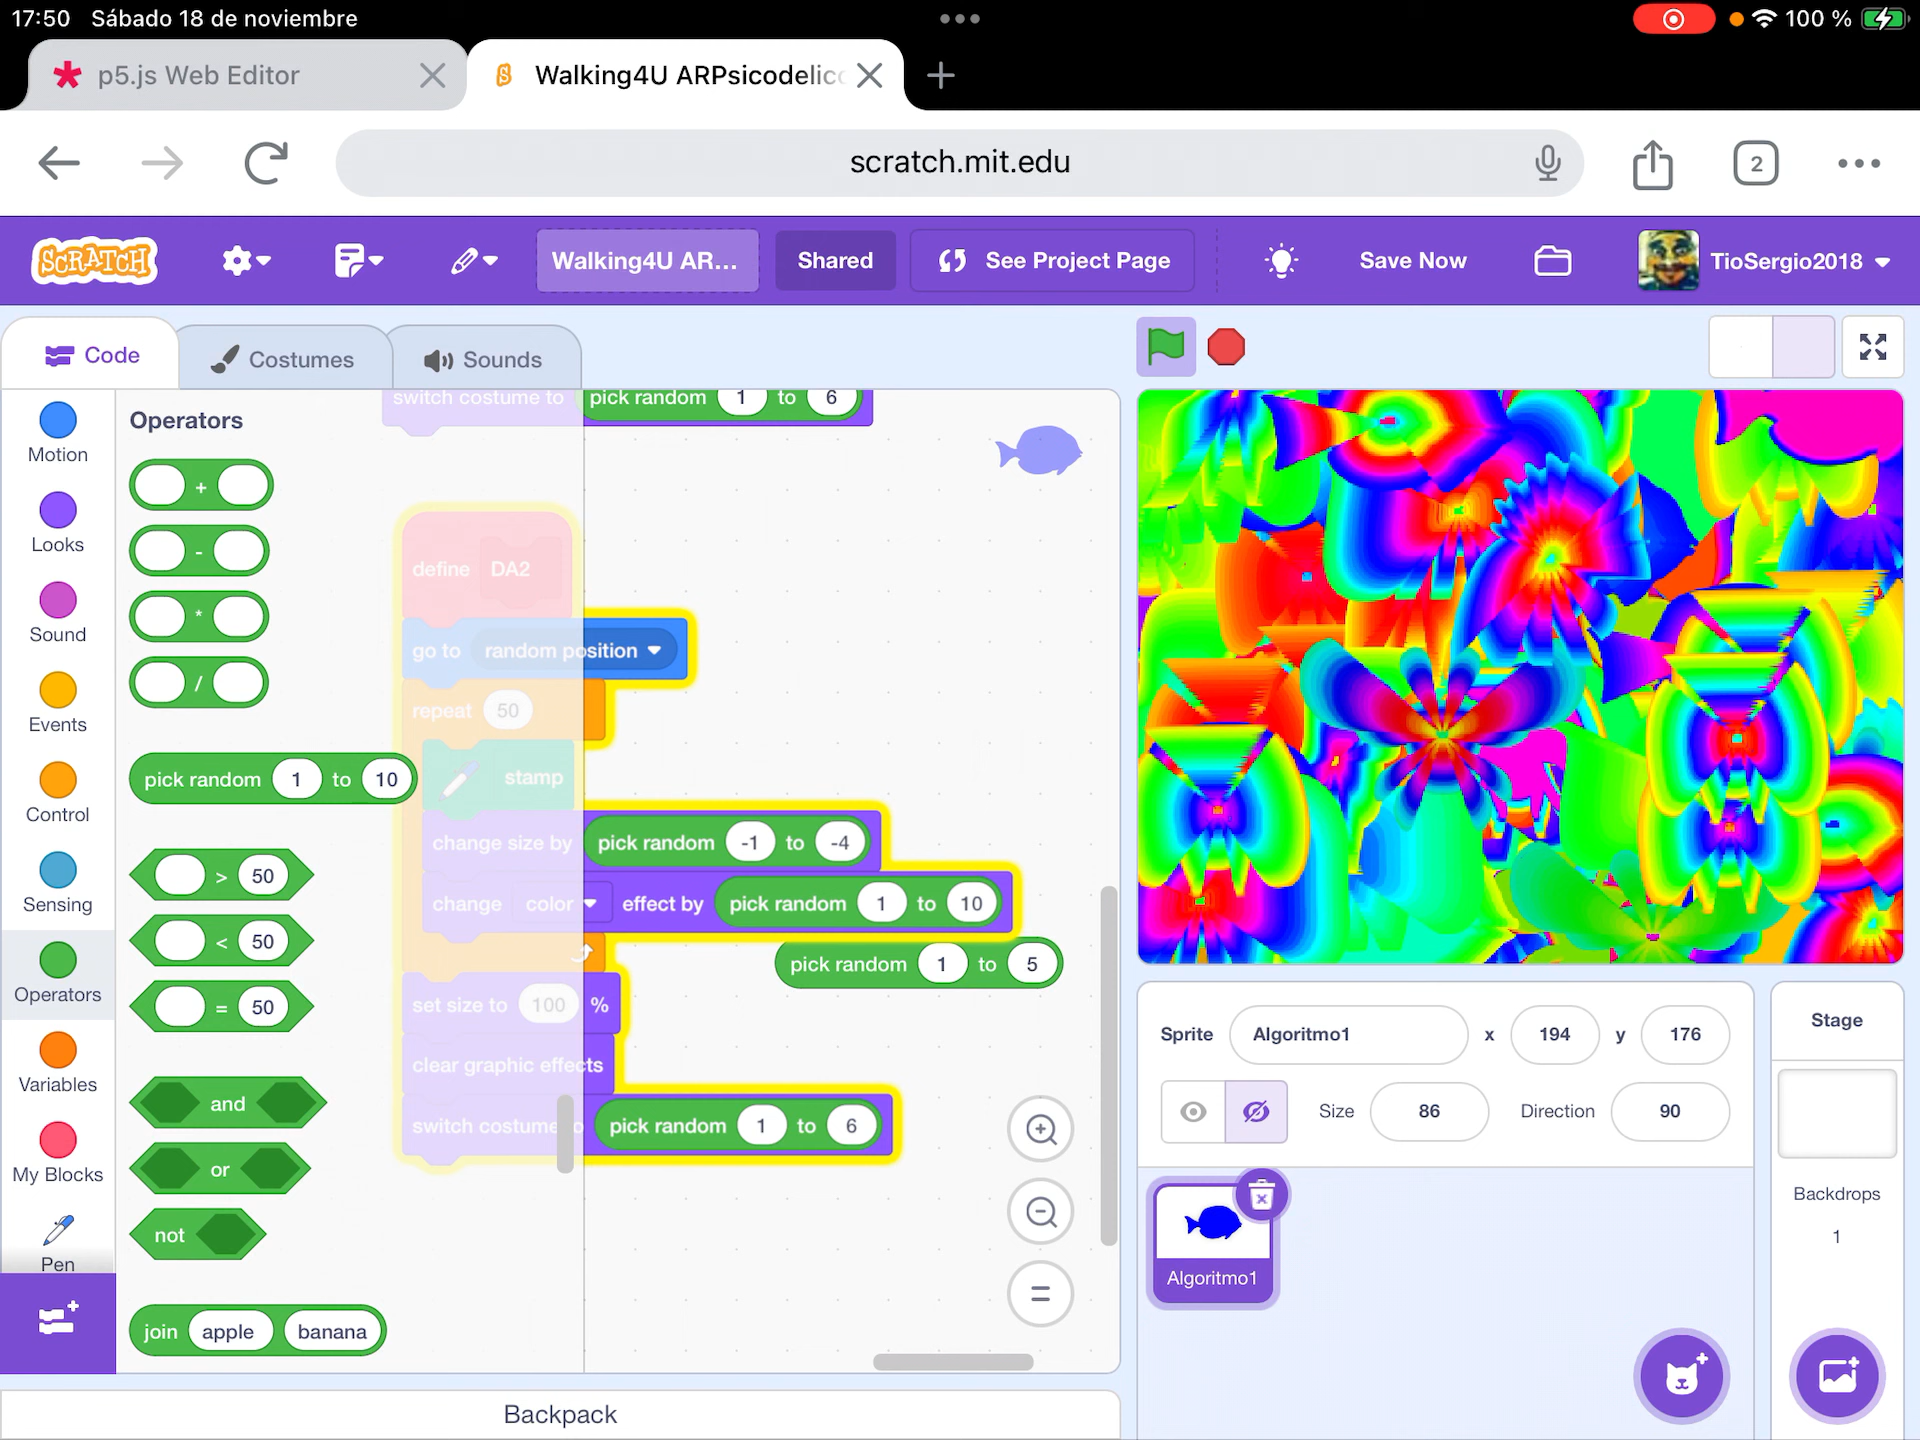 17:50 Sábado 18 de noviembre
100 %
p5.js Web Editor
Walking4U ARPsicodelico
scratch.mit.edu
2
SCRATCH
Walking4U AR...
Shared
See Project Page
Save Now
TioSergio2018
Code
Costumes
Sounds
Motion
Looks
Sound
Events
Control
Sensing
Operators
Variables
My Blocks
Pen
Operators
+
-
*
/
pick random 1 to 10
> 50
< 50
= 50
and
or
not
join apple banana
switch costume to pick random 1 to 6
define DA2
go to random position
repeat 50
stamp
change size by pick random -1 to -4
change color effect by pick random 1 to 10
pick random 1 to 5
set size to 100 %
clear graphic effects
switch costume to pick random 1 to 6
=
Backpack
Sprite Algoritmo1 x 194 y 176
Size 86 Direction 90
Algoritmo1
Stage
Backdrops
1